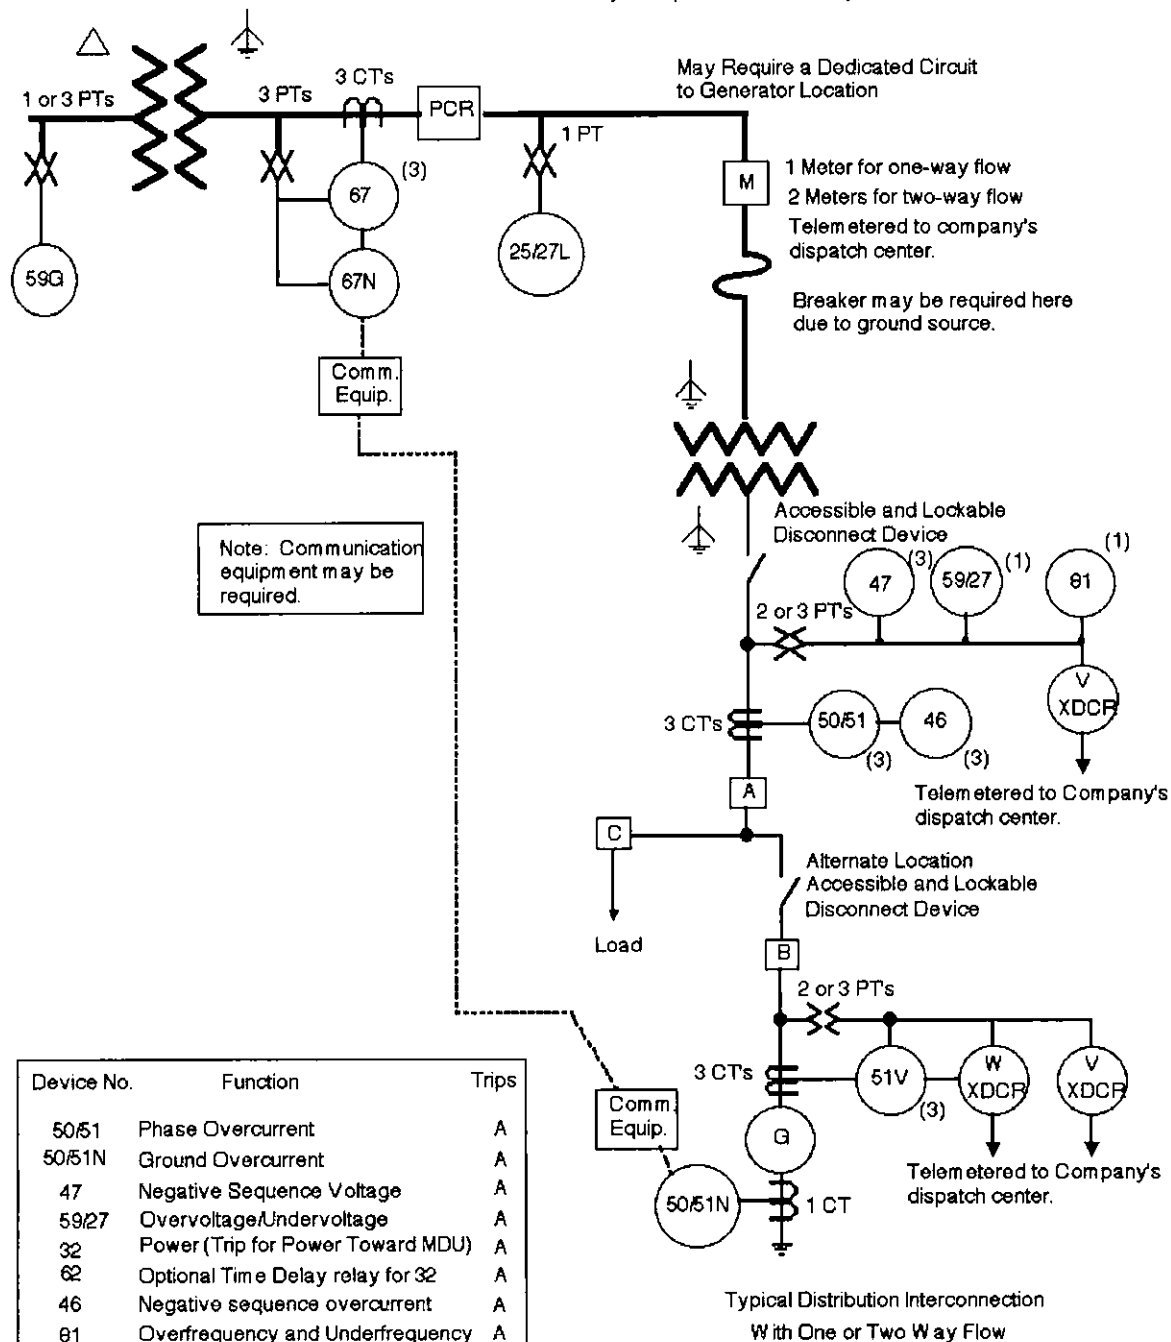 3 CT's
May Require a Dedicated Circuit
to Generator Location
1 or 3 PTs
3 PTs
PCR
1 PT
(3)
67
M
1 Meter for one-way flow
2 Meters for two-way flow
Telemetered to company's
dispatch center.
59G
67N
25/27L
Breaker may be required here
due to ground source.
Comm.
Equip.
Accessible and Lockable
Disconnect Device
Note: Communication
equipment may be
required.
47
(3)
59/27
(1)
81
(1)
2 or 3 PT's
V
XDCR
3 CT's
50/51
(3)
46
(3)
A
Telemetered to Company's
dispatch center.
C
Load
Alternate Location
Accessible and Lockable
Disconnect Device
B
2 or 3 PT's
3 CT's
51V
(3)
W
XDCR
V
XDCR
Comm.
Equip.
G
Telemetered to Company's
dispatch center.
50/51N
1 CT
Device No. Function Trips
50/51 Phase Overcurrent A
50/51N Ground Overcurrent A
47 Negative Sequence Voltage A
59/27 Overvoltage/Undervoltage A
32 Power (Trip for Power Toward MDU) A
62 Optional Time Delay relay for 32 A
46 Negative sequence overcurrent A
81 Overfrequency and Underfrequency A
Typical Distribution Interconnection
With One or Two Way Flow